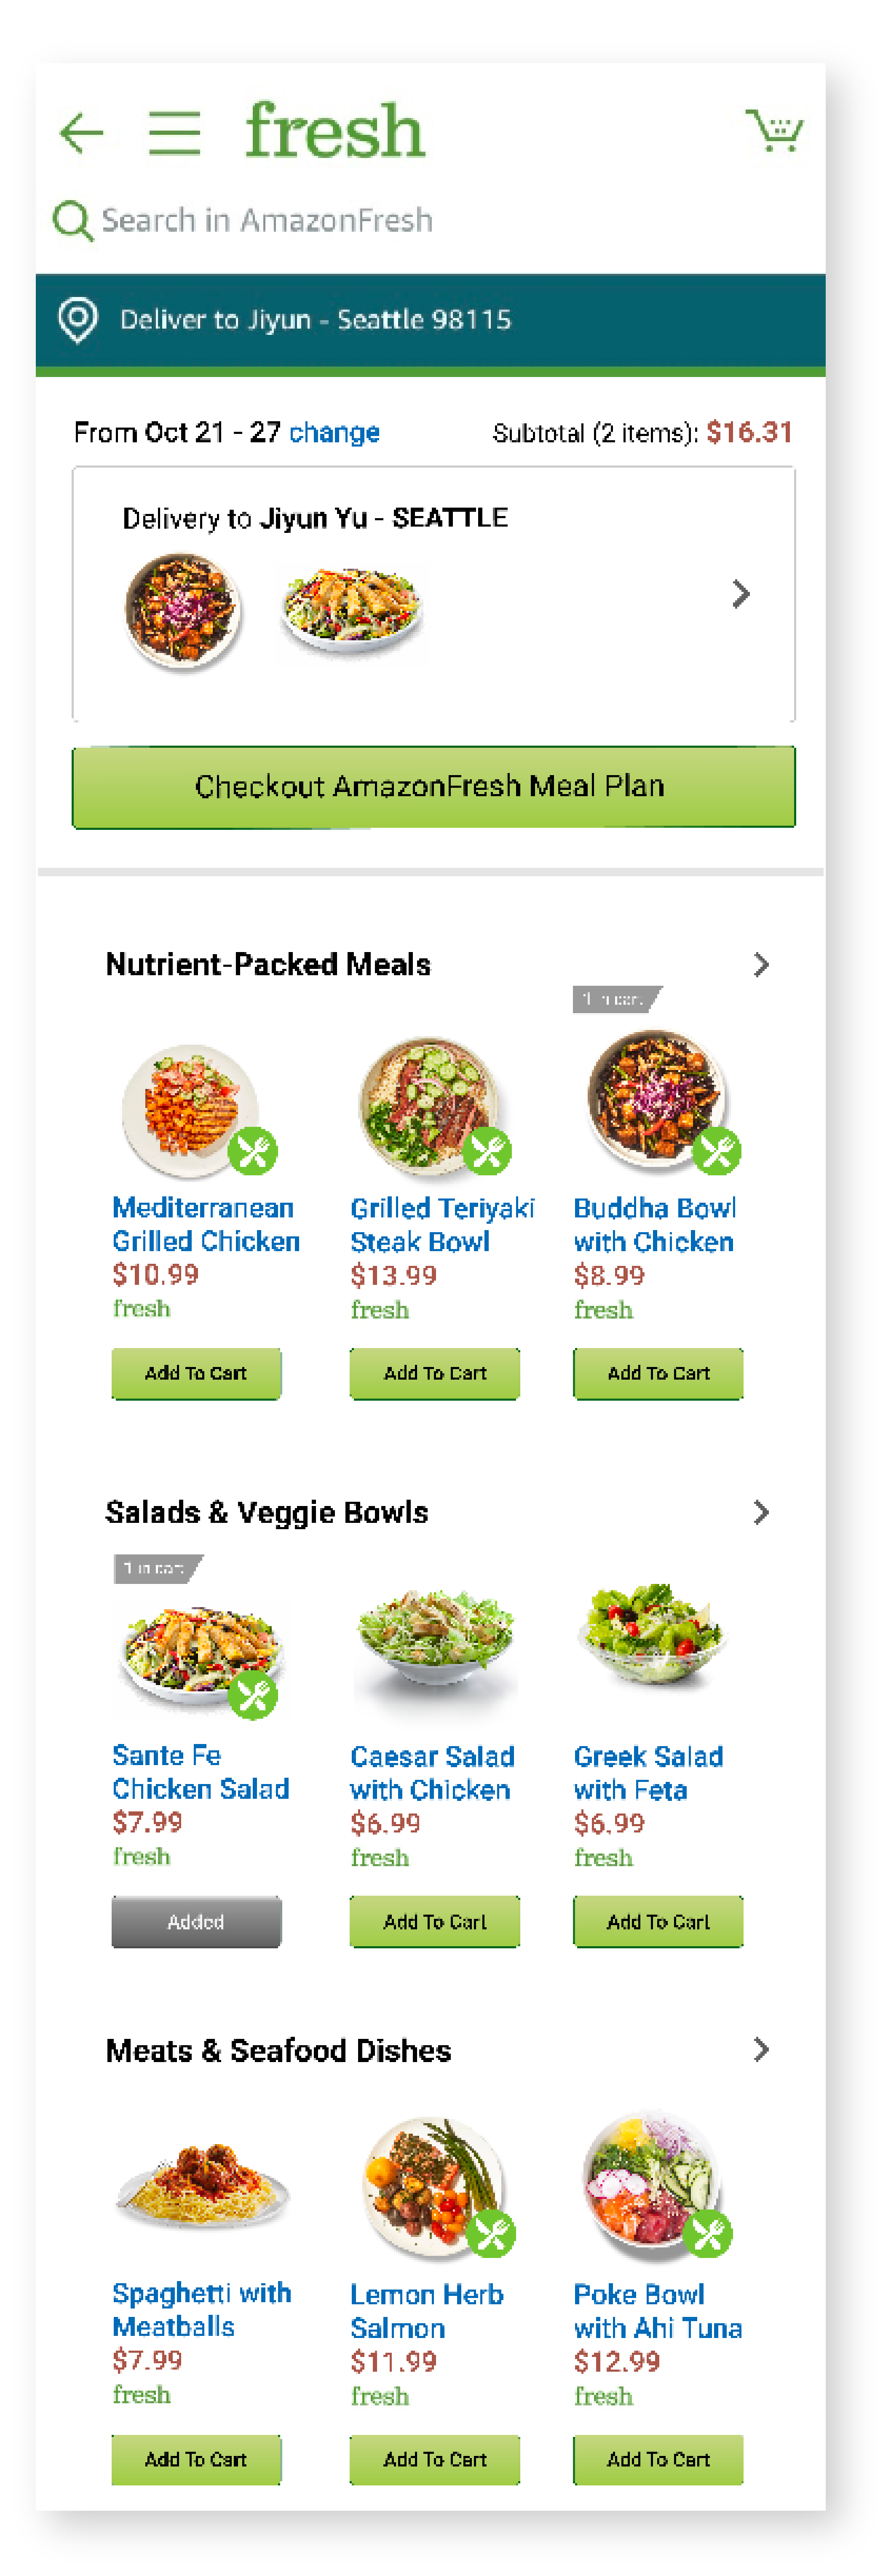 fresh
Search in AmazonFresh
Deliver to Jiyun - Seattle 98115
From Oct 21 - 27 change
Subtotal (2 items): $16.31
Delivery to Jiyun Yu - SEATTLE
Checkout AmazonFresh Meal Plan
Nutrient-Packed Meals
1 in cart
Mediterranean
Grilled Chicken
$10.99
fresh
Add To Cart
Grilled Teriyaki
Steak Bowl
$13.99
fresh
Add To Cart
Buddha Bowl
with Chicken
$8.99
fresh
Add To Cart
Salads & Veggie Bowls
1 in cart
Sante Fe
Chicken Salad
$7.99
fresh
Added
Caesar Salad
with Chicken
$6.99
fresh
Add To Cart
Greek Salad
with Feta
$6.99
fresh
Add To Cart
Meats & Seafood Dishes
Spaghetti with
Meatballs
$7.99
fresh
Add To Cart
Lemon Herb
Salmon
$11.99
fresh
Add To Cart
Poke Bowl
with Ahi Tuna
$12.99
fresh
Add To Cart